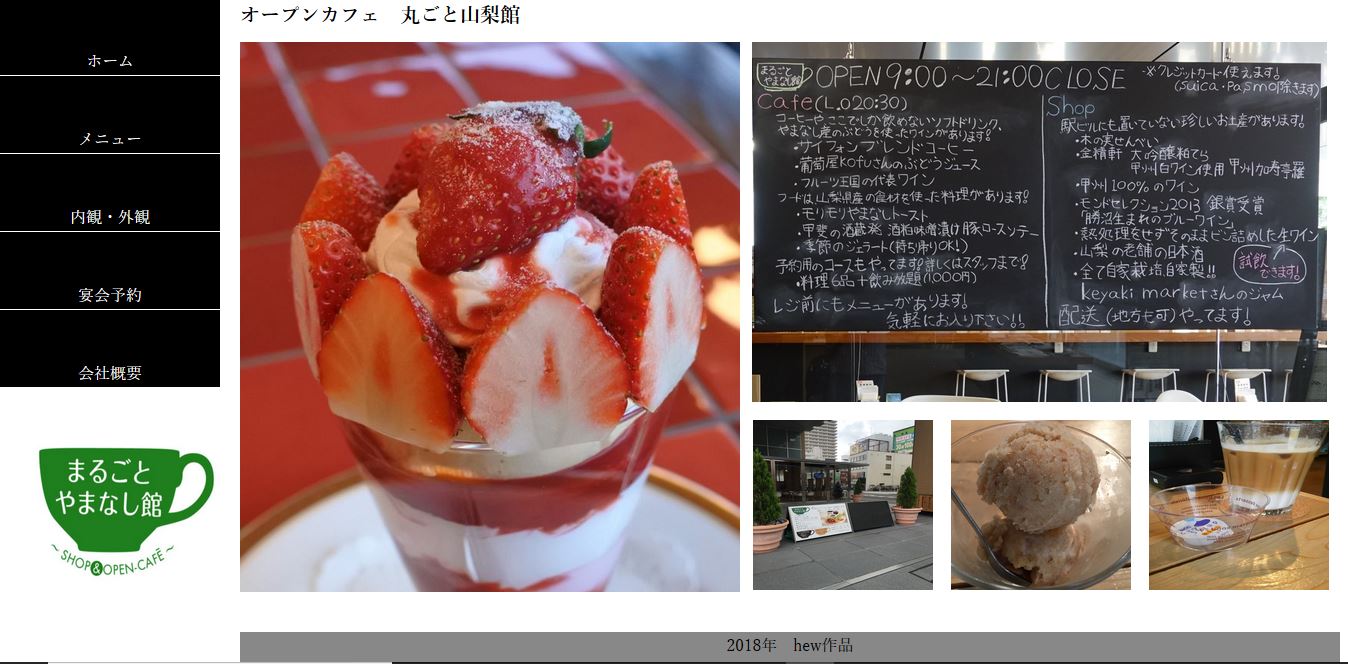 オープンカフェ　丸ごと山梨館
ホーム
メニュー
内観・外観
宴会予約
会社概要
まるごと
やまなし館
～SHOP&OPEN-CAFÉ～
まるごと
やまなし館
OPEN 9:00～21:00 CLOSE
※クレジットカード使えます!
(suica・Pasmo除きます)
Cafe(L.o20:30)
コーヒーや、ここでしか飲めないソフトドリンク、
やまなし産のぶどうを使ったワインがあります!
・サイフォンブレンドコーヒー
・葡萄屋kofuさんのぶどうジュース
・フルーツ王国の代表ワイン
フードは山梨県産の食材を使った料理があります!
・モリモリやまなしトースト
・甲斐の酒蔵発 酒粕味噌漬け豚ロースソテー
・季節のジェラート(持ち帰りOK!)
予約用のコースもやってます!詳しくはスタッフまで!
・料理6品+飲み放題(1,000円)
レジ前にもメニューがあります!
気軽にお入り下さい!!
Shop
駅ビルにも置いていない珍しいお土産があります!
・木の実せんべい
・金精軒 大吟醸粕てら
甲州白ワイン使用 甲州加寿亭羅
・甲州100%のワイン
・モンドセレクション2013 銀賞受賞
「勝沼生まれのブルーワイン」
・熱処理をせずそのままビン詰めした生ワイン
・山梨の老舗の日本酒
試飲
できます!
・全て自家栽培,自家製!!
keyaki marketさんのジャム
配送(地方も可)やってます!
2018年　hew作品